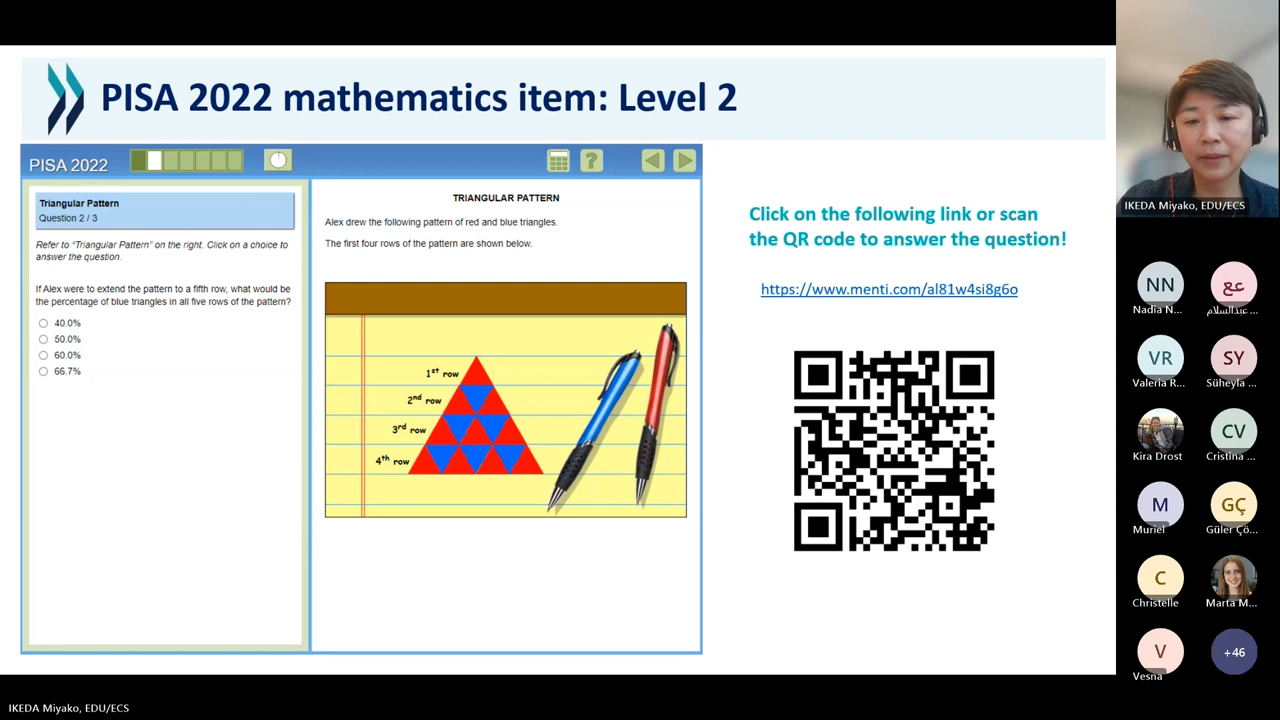 PISA 2022 mathematics item: Level 2
PISA 2022
?
Triangular Pattern
Question 2 / 3
Refer to "Triangular Pattern" on the right. Click on a choice to
answer the question.
If Alex were to extend the pattern to a fifth row, what would be
the percentage of blue triangles in all five rows of the pattern?
40.0%
50.0%
60.0%
66.7%
TRIANGULAR PATTERN
Alex drew the following pattern of red and blue triangles.
The first four rows of the pattern are shown below.
1st row
2nd row
3rd row
4th row
Click on the following link or scan
the QR code to answer the question!
https://www.menti.com/al81w4si8g6o
IKEDA Miyako, EDU/ECS
NN
Nadia N...
عع
عبدالسلام ...
VR
Valeria R...
SY
Süheyla ...
Kira Drost
CV
Cristina ...
M
Muriel
GÇ
Güler Çö...
C
Christelle
Marta M...
V
Vesna
+46
IKEDA Miyako, EDU/ECS